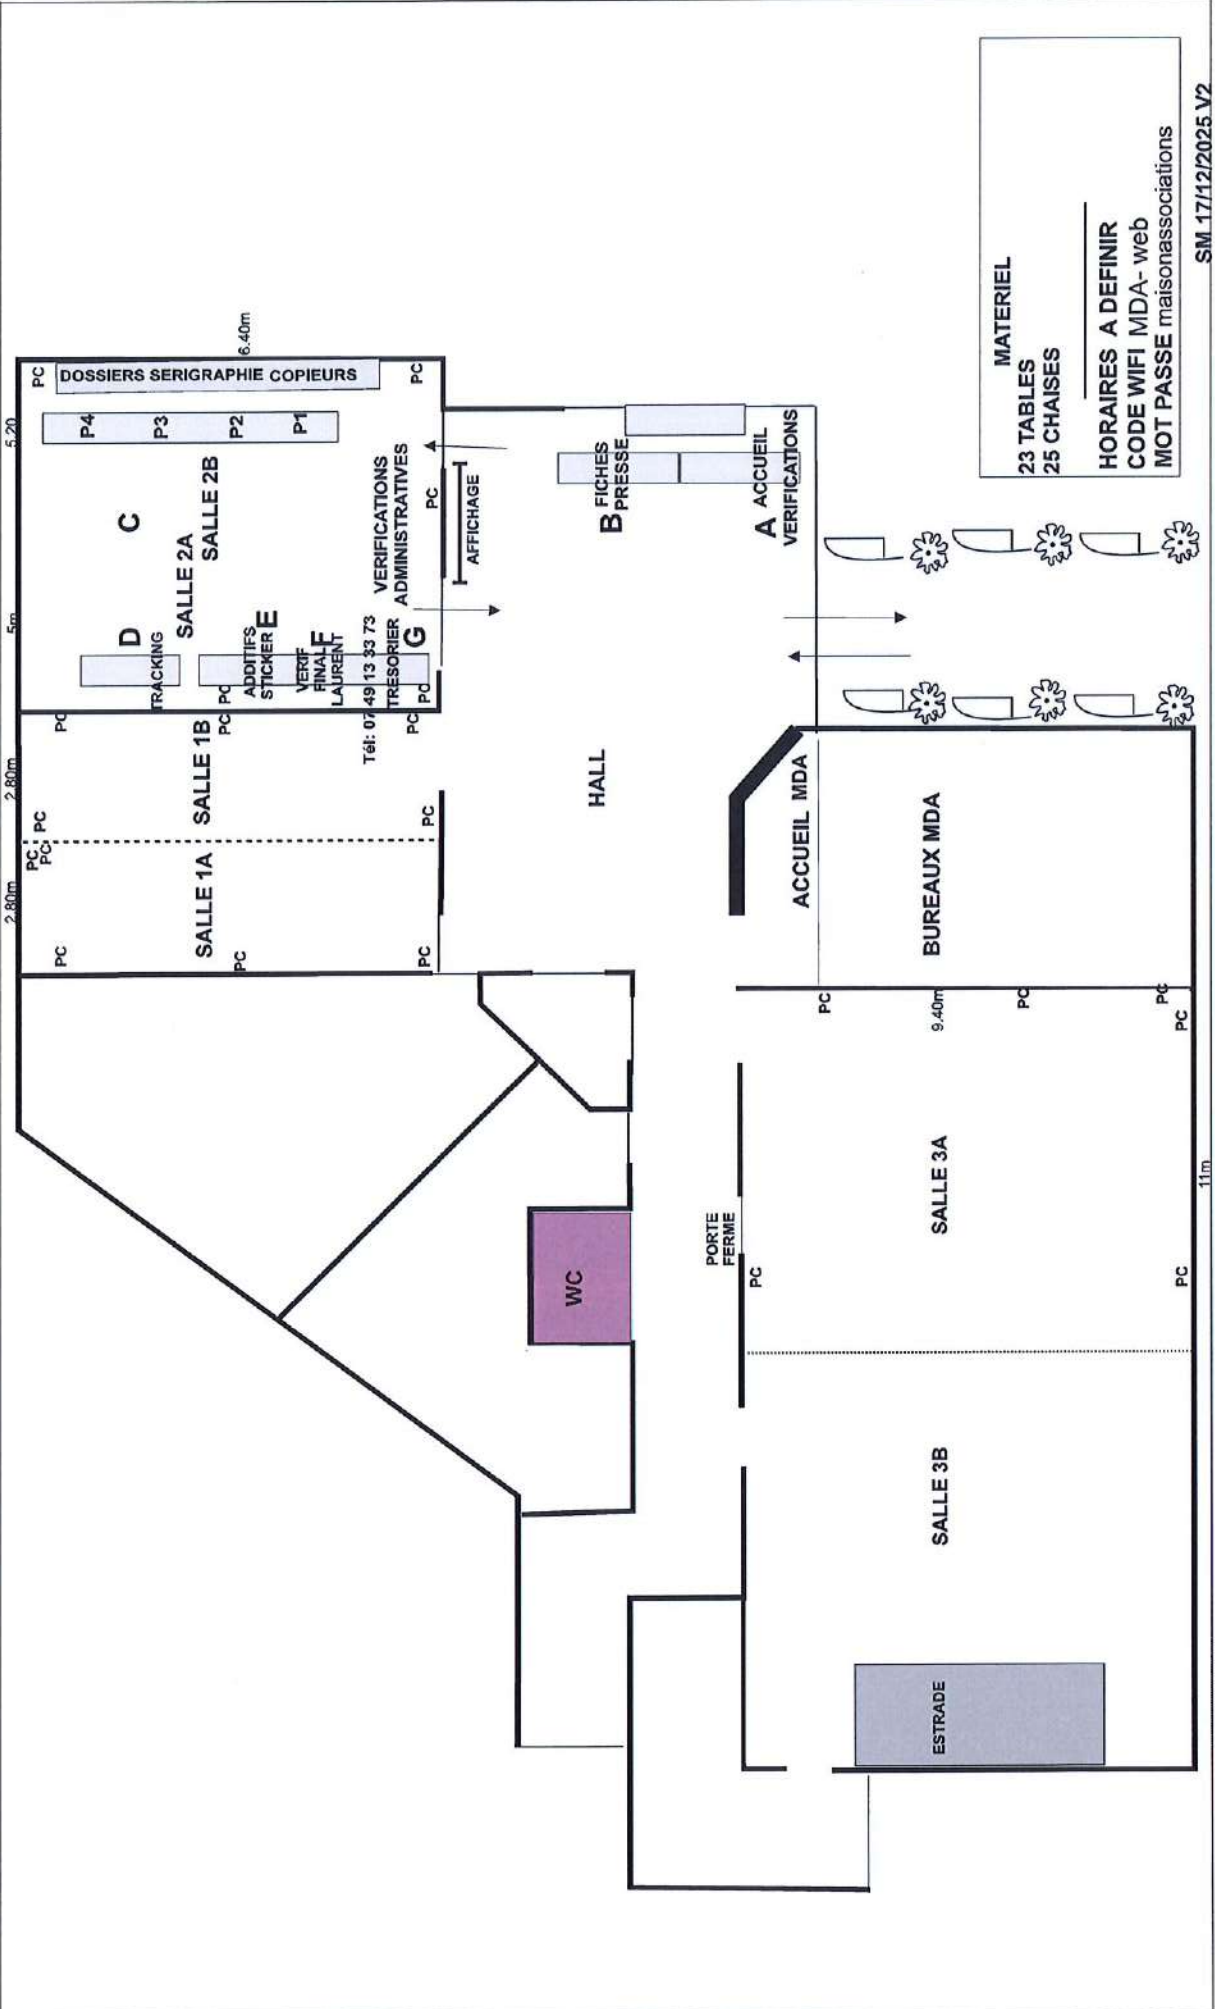 5.20
5m
2.80m
2.80m
6.40m
PC
DOSSIERS SERIGRAPHIE COPIEURS
PC
P4
P3
P2
P1
C
SALLE 2A
SALLE 2B
VERIFICATIONS
ADMINISTRATIVES
PC
AFFICHAGE
D
TRACKING
E
ADDITIFS
STICKER
PC
F
VERIF
FINAL
LAURENT
Tél: 07 49 13 33 73
G
TRESORIER
PC
PC
PC
PC
SALLE 1B
PC
PC
PC
PC
SALLE 1A
PC
PC
PC
PC
B
FICHES
PRESSE
A
ACCUEIL
VERIFICATIONS
HALL
ACCUEIL MDA
BUREAUX MDA
PC
9.40m
PC
PC
PC
SALLE 3A
PORTE
FERME
PC
PC
11m
WC
SALLE 3B
ESTRADE
MATERIEL
23 TABLES
25 CHAISES
HORAIRES A DEFINIR
CODE WIFI MDA- web
MOT PASSE maisonassociations
SM 17/12/2025 V2